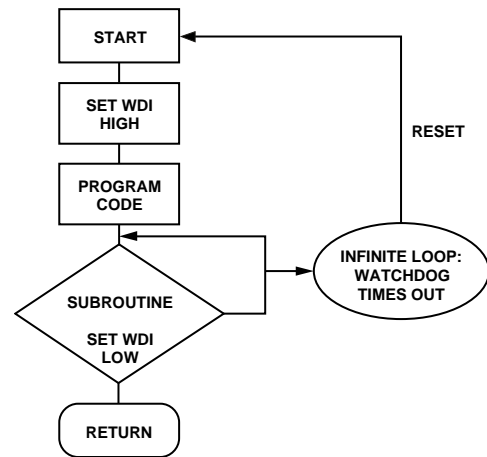 START
SET WDI
HIGH
PROGRAM
CODE
SUBROUTINE
SET WDI
LOW
RETURN
RESET
INFINITE LOOP:
WATCHDOG
TIMES OUT